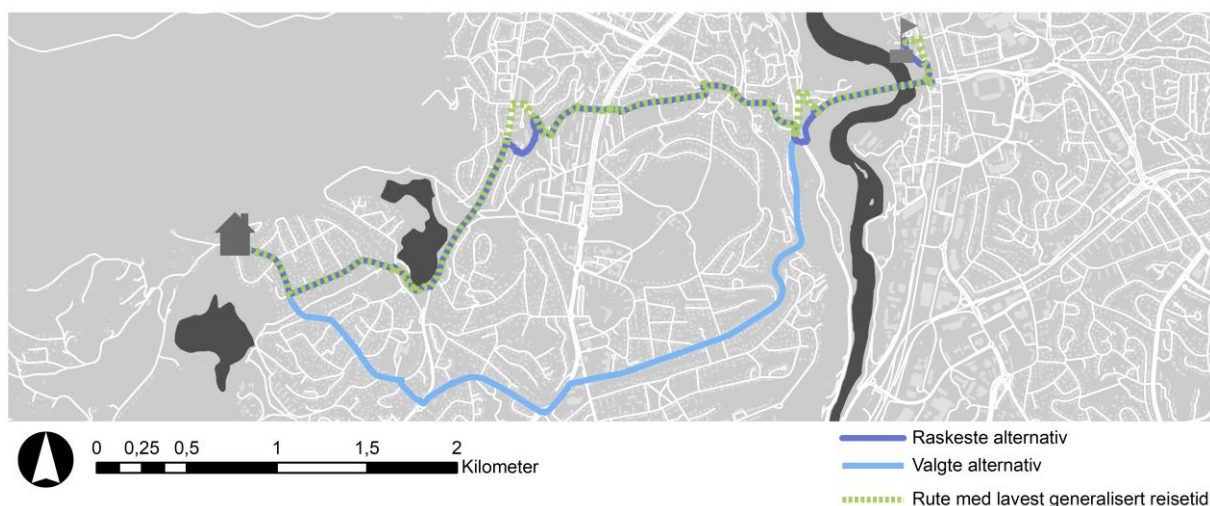 0 0,25 0,5 1 1,5 2
Kilometer
Raskeste alternativ
Valgte alternativ
Rute med lavest generalisert reisetid